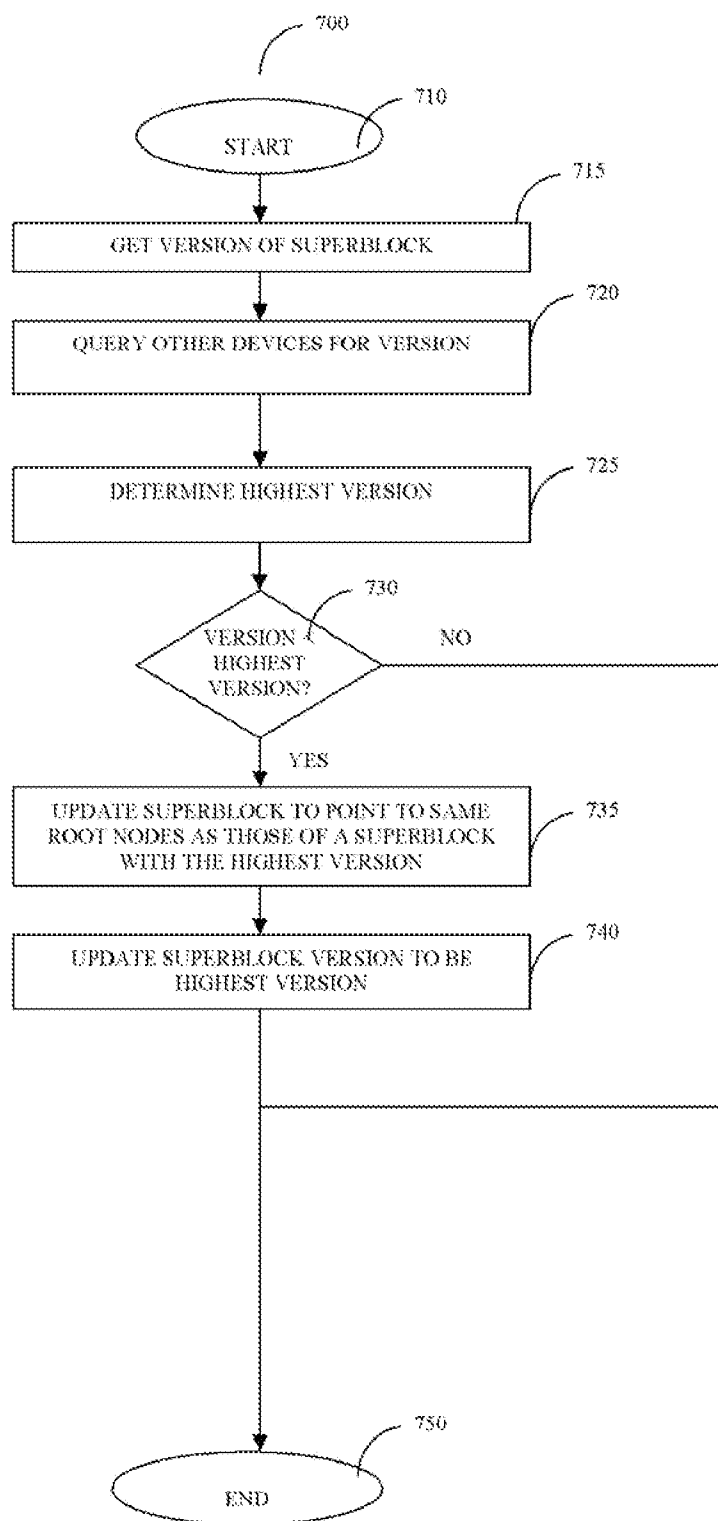 700
710
START
715
GET VERSION OF SUPERBLOCK
720
QUERY OTHER DEVICES FOR VERSION
725
DETERMINE HIGHEST VERSION
730
VERSION <
HIGHEST
VERSION?
NO
YES
UPDATE SUPERBLOCK TO POINT TO SAME
ROOT NODES AS THOSE OF A SUPERBLOCK
WITH THE HIGHEST VERSION
735
UPDATE SUPERBLOCK VERSION TO BE
HIGHEST VERSION
740
750
END